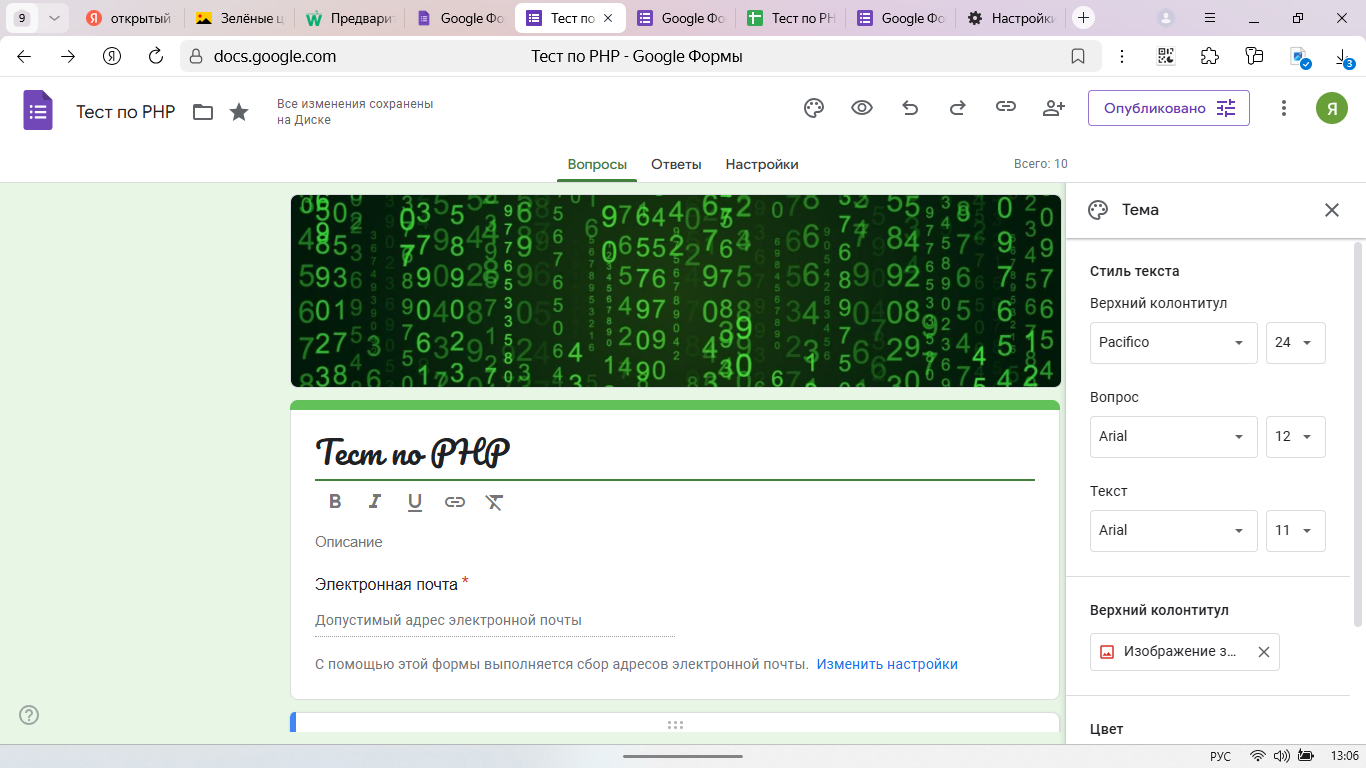 9
открытый
Зелёные ц
Предварит
Google Фо
Тест по
Google Фо
Тест по PH
Google Фо
Настройки
docs.google.com
Тест по PHP - Google Формы
3
Тест по PHP
Все изменения сохранены
на Диске
Опубликовано
Я
Вопросы
Ответы
Настройки
Всего: 10
Тема
Стиль текста
Верхний колонтитул
Pacifico
24
Вопрос
Arial
12
Текст
Arial
11
Верхний колонтитул
Изображение з...
Цвет
Тест по PHP
B
I
U
Описание
Электронная почта *
Допустимый адрес электронной почты
С помощью этой формы выполняется сбор адресов электронной почты. Изменить настройки
РУС
13:06